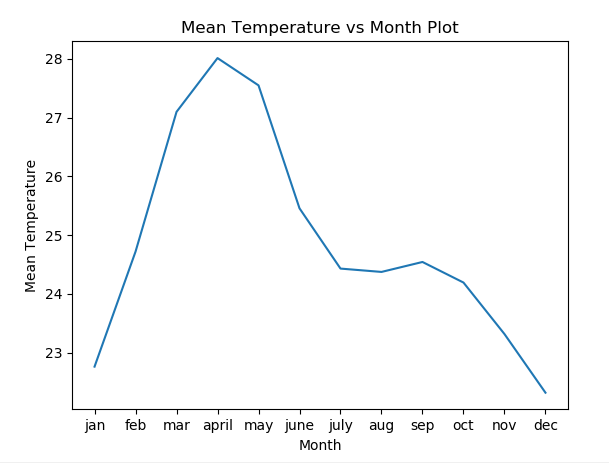 Mean Temperature vs Month Plot
28
27
26
25
24
23
Mean Temperature
jan feb mar april may june july aug sep oct nov dec
Month